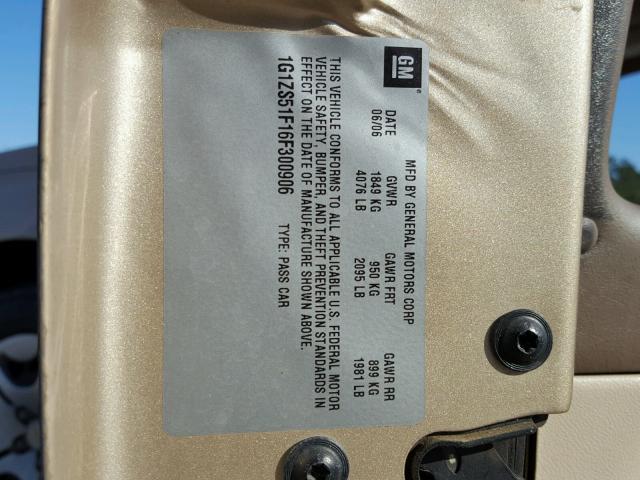 GM
MFD BY GENERAL MOTORS CORP
DATE GVWR GAWR FRT GAWR RR
06/06 1849 KG 950 KG 899 KG
4076 LB 2095 LB 1981 LB
THIS VEHICLE CONFORMS TO ALL APPLICABLE U.S. FEDERAL MOTOR
VEHICLE SAFETY, BUMPER, AND THEFT PREVENTION STANDARDS IN
EFFECT ON THE DATE OF MANUFACTURE SHOWN ABOVE.
1G1ZS51F16F300906 TYPE: PASS CAR